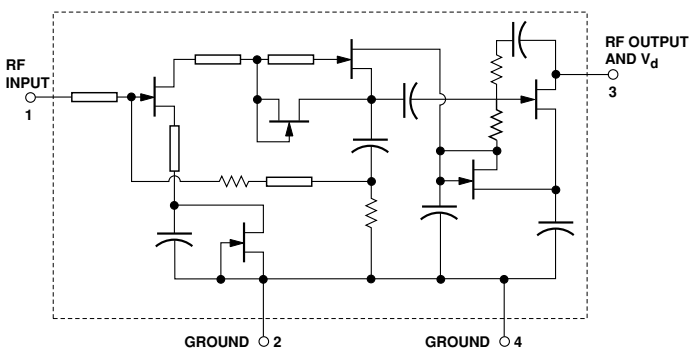 RF
INPUT
1
RF OUTPUT
AND Vd
3
GROUND 2
GROUND 4